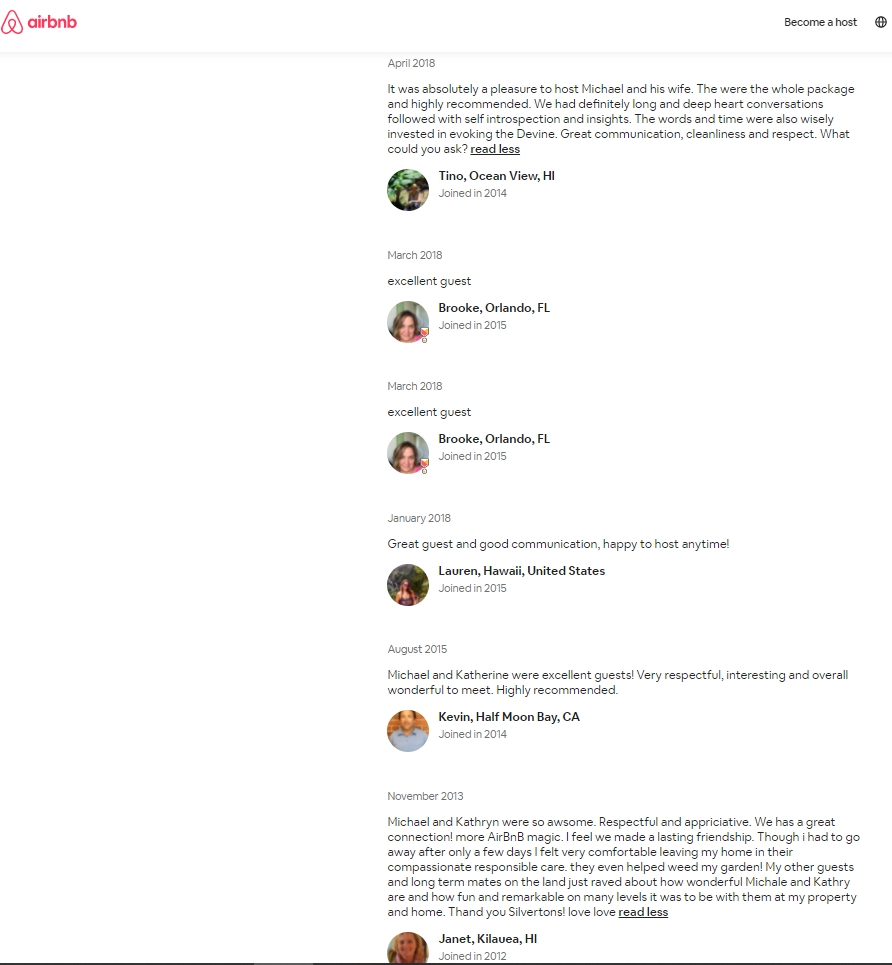 airbnb
Become a host
April 2018
It was absolutely a pleasure to host Michael and his wife. The were the whole package
and highly recommended. We had definitely long and deep heart conversations
followed with self introspection and insights. The words and time were also wisely
invested in evoking the Devine. Great communication, cleanliness and respect. What
could you ask? read less
Tino, Ocean View, HI
Joined in 2014
March 2018
excellent guest
Brooke, Orlando, FL
Joined in 2015
March 2018
excellent guest
Brooke, Orlando, FL
Joined in 2015
January 2018
Great guest and good communication, happy to host anytime!
Lauren, Hawaii, United States
Joined in 2015
August 2015
Michael and Katherine were excellent guests! Very respectful, interesting and overall
wonderful to meet. Highly recommended.
Kevin, Half Moon Bay, CA
Joined in 2014
November 2013
Michael and Kathryn were so awsome. Respectful and appriciative. We has a great
connection! more AirBnB magic. I feel we made a lasting friendship. Though i had to go
away after only a few days I felt very comfortable leaving my home in their
compassionate responsible care. they even helped weed my garden! My other guests
and long term mates on the land just raved about how wonderful Michale and Kathry
are and how fun and remarkable on many levels it was to be with them at my property
and home. Thand you Silvertons! love love read less
Janet, Kilauea, HI
Joined in 2012